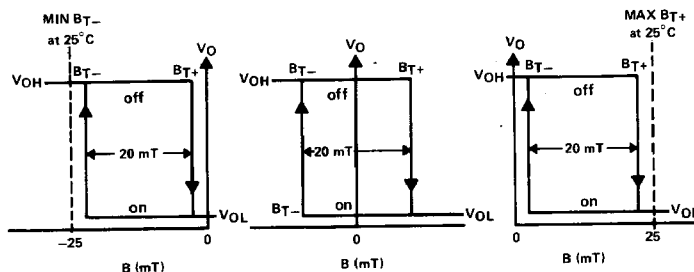 MIN BT−
at 25°C
VO
BT−
BT+
VOH
off
20 mT
on
VOL
−25
0
B (mT)
VO
BT−
BT+
VOH
off
20 mT
BT−
on
VOL
0
B (mT)
MAX BT+
at 25°C
VO
BT−
BT+
VOH
off
20 mT
on
VOL
0
25
B (mT)